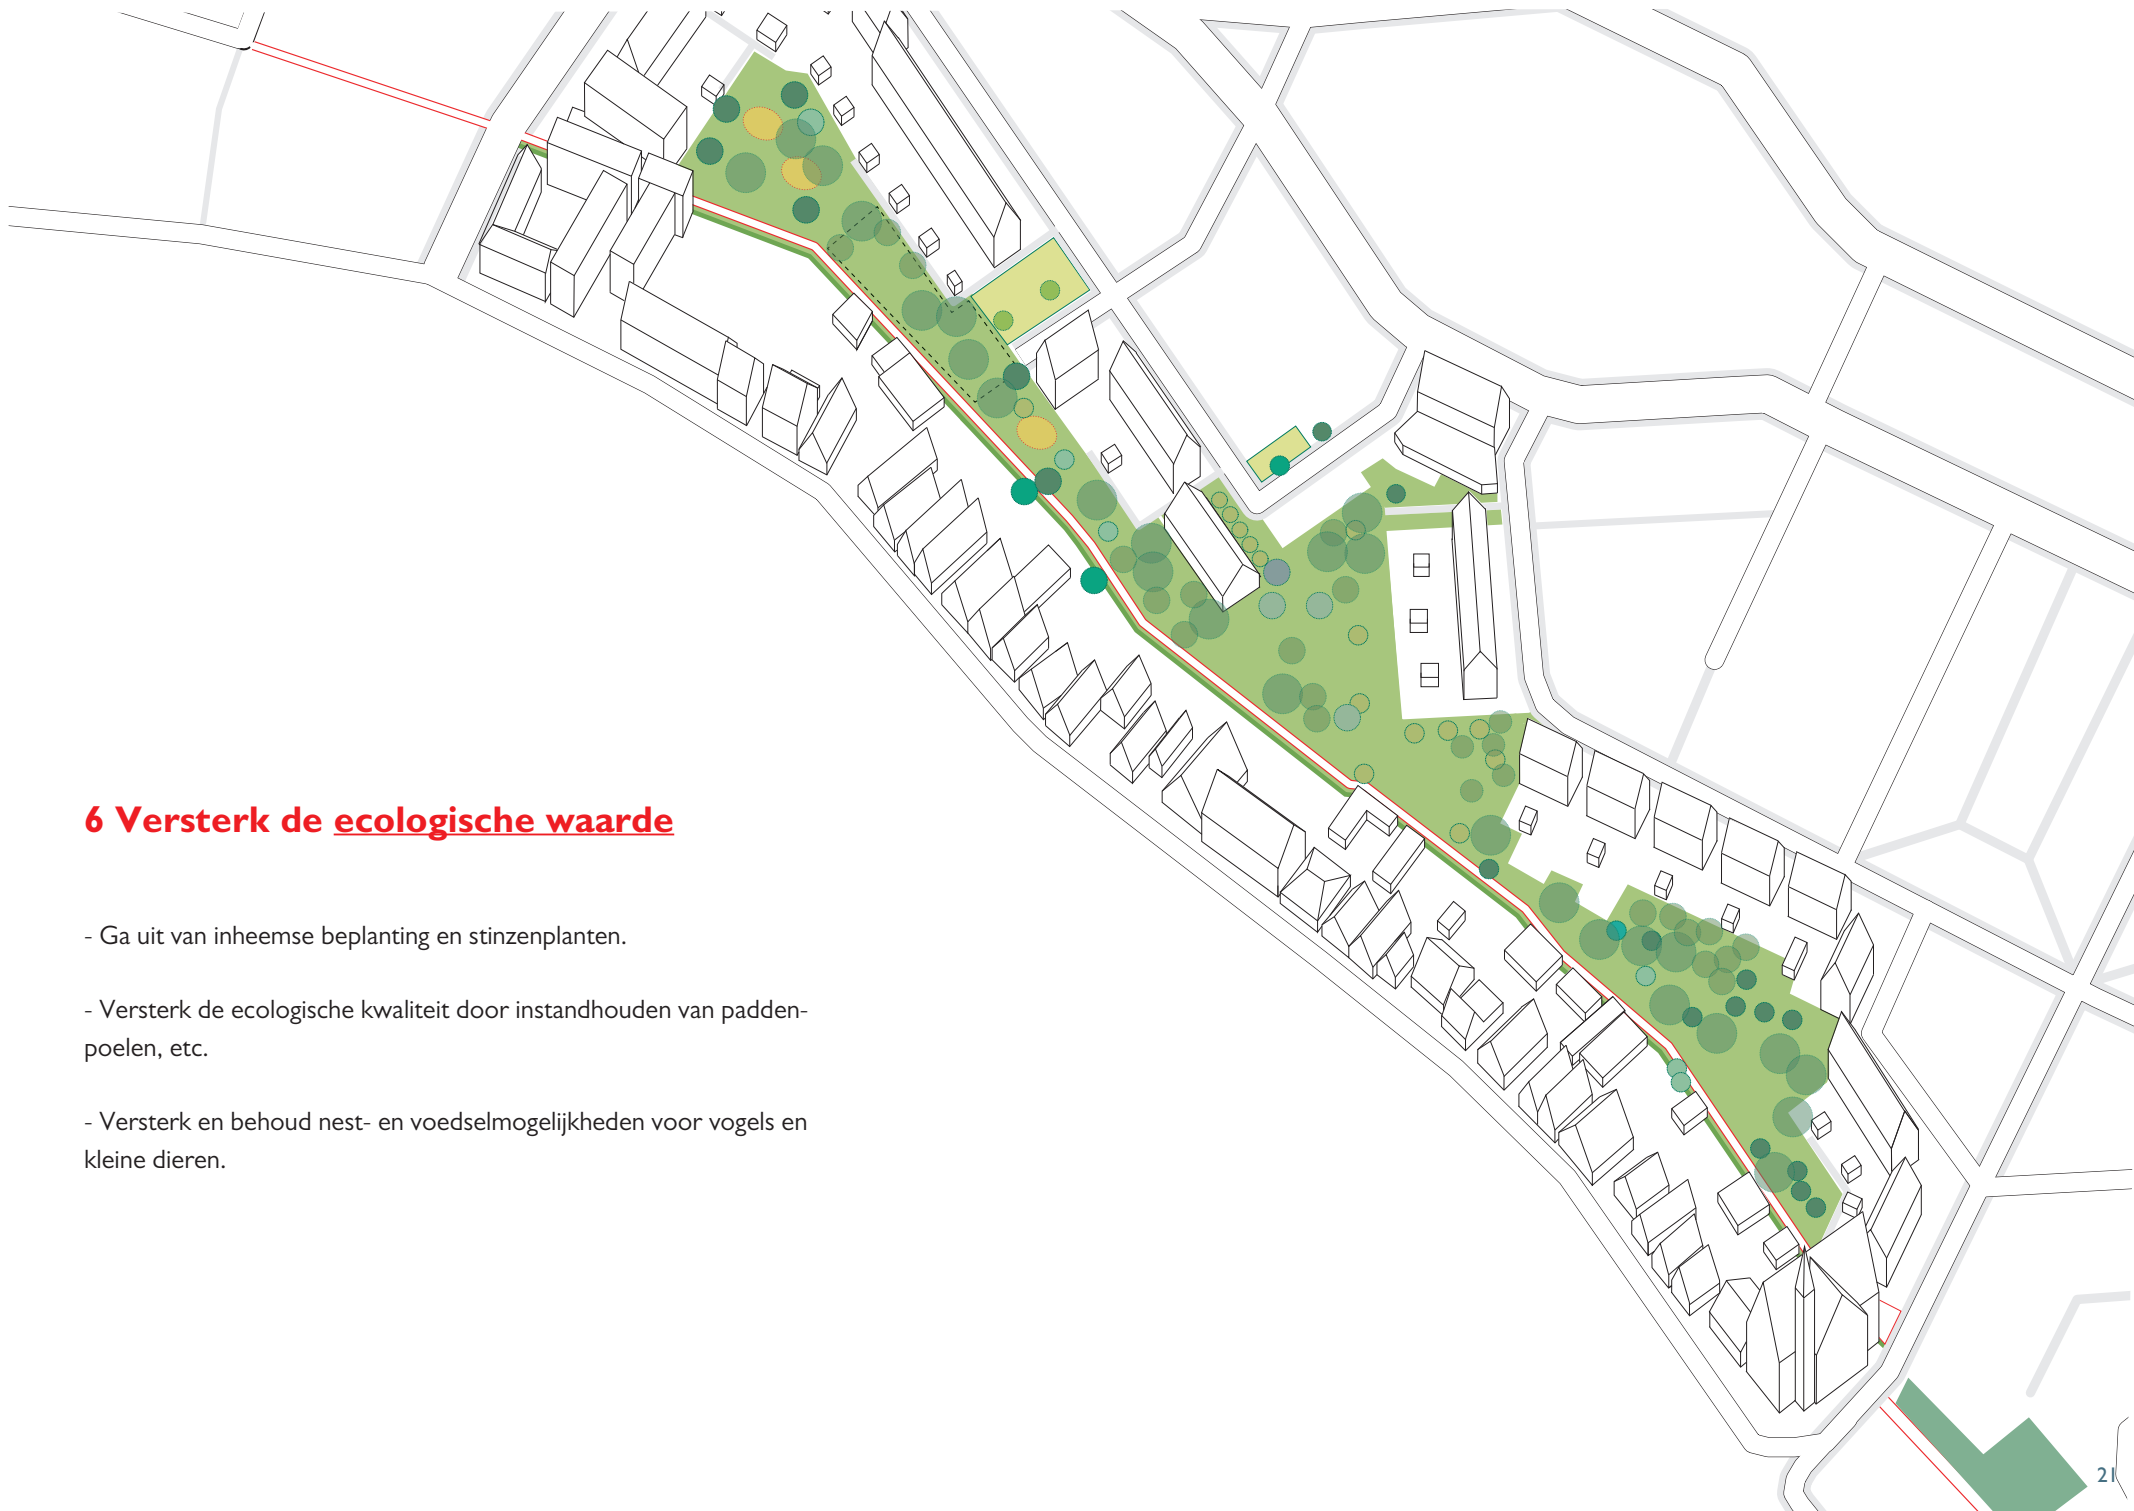 6 Versterk de ecologische waarde
- Ga uit van inheemse beplanting en stinzenplanten.
- Versterk de ecologische kwaliteit door instandhouden van padden-
poelen, etc.
- Versterk en behoud nest- en voedselmogelijkheden voor vogels en
kleine dieren.
21